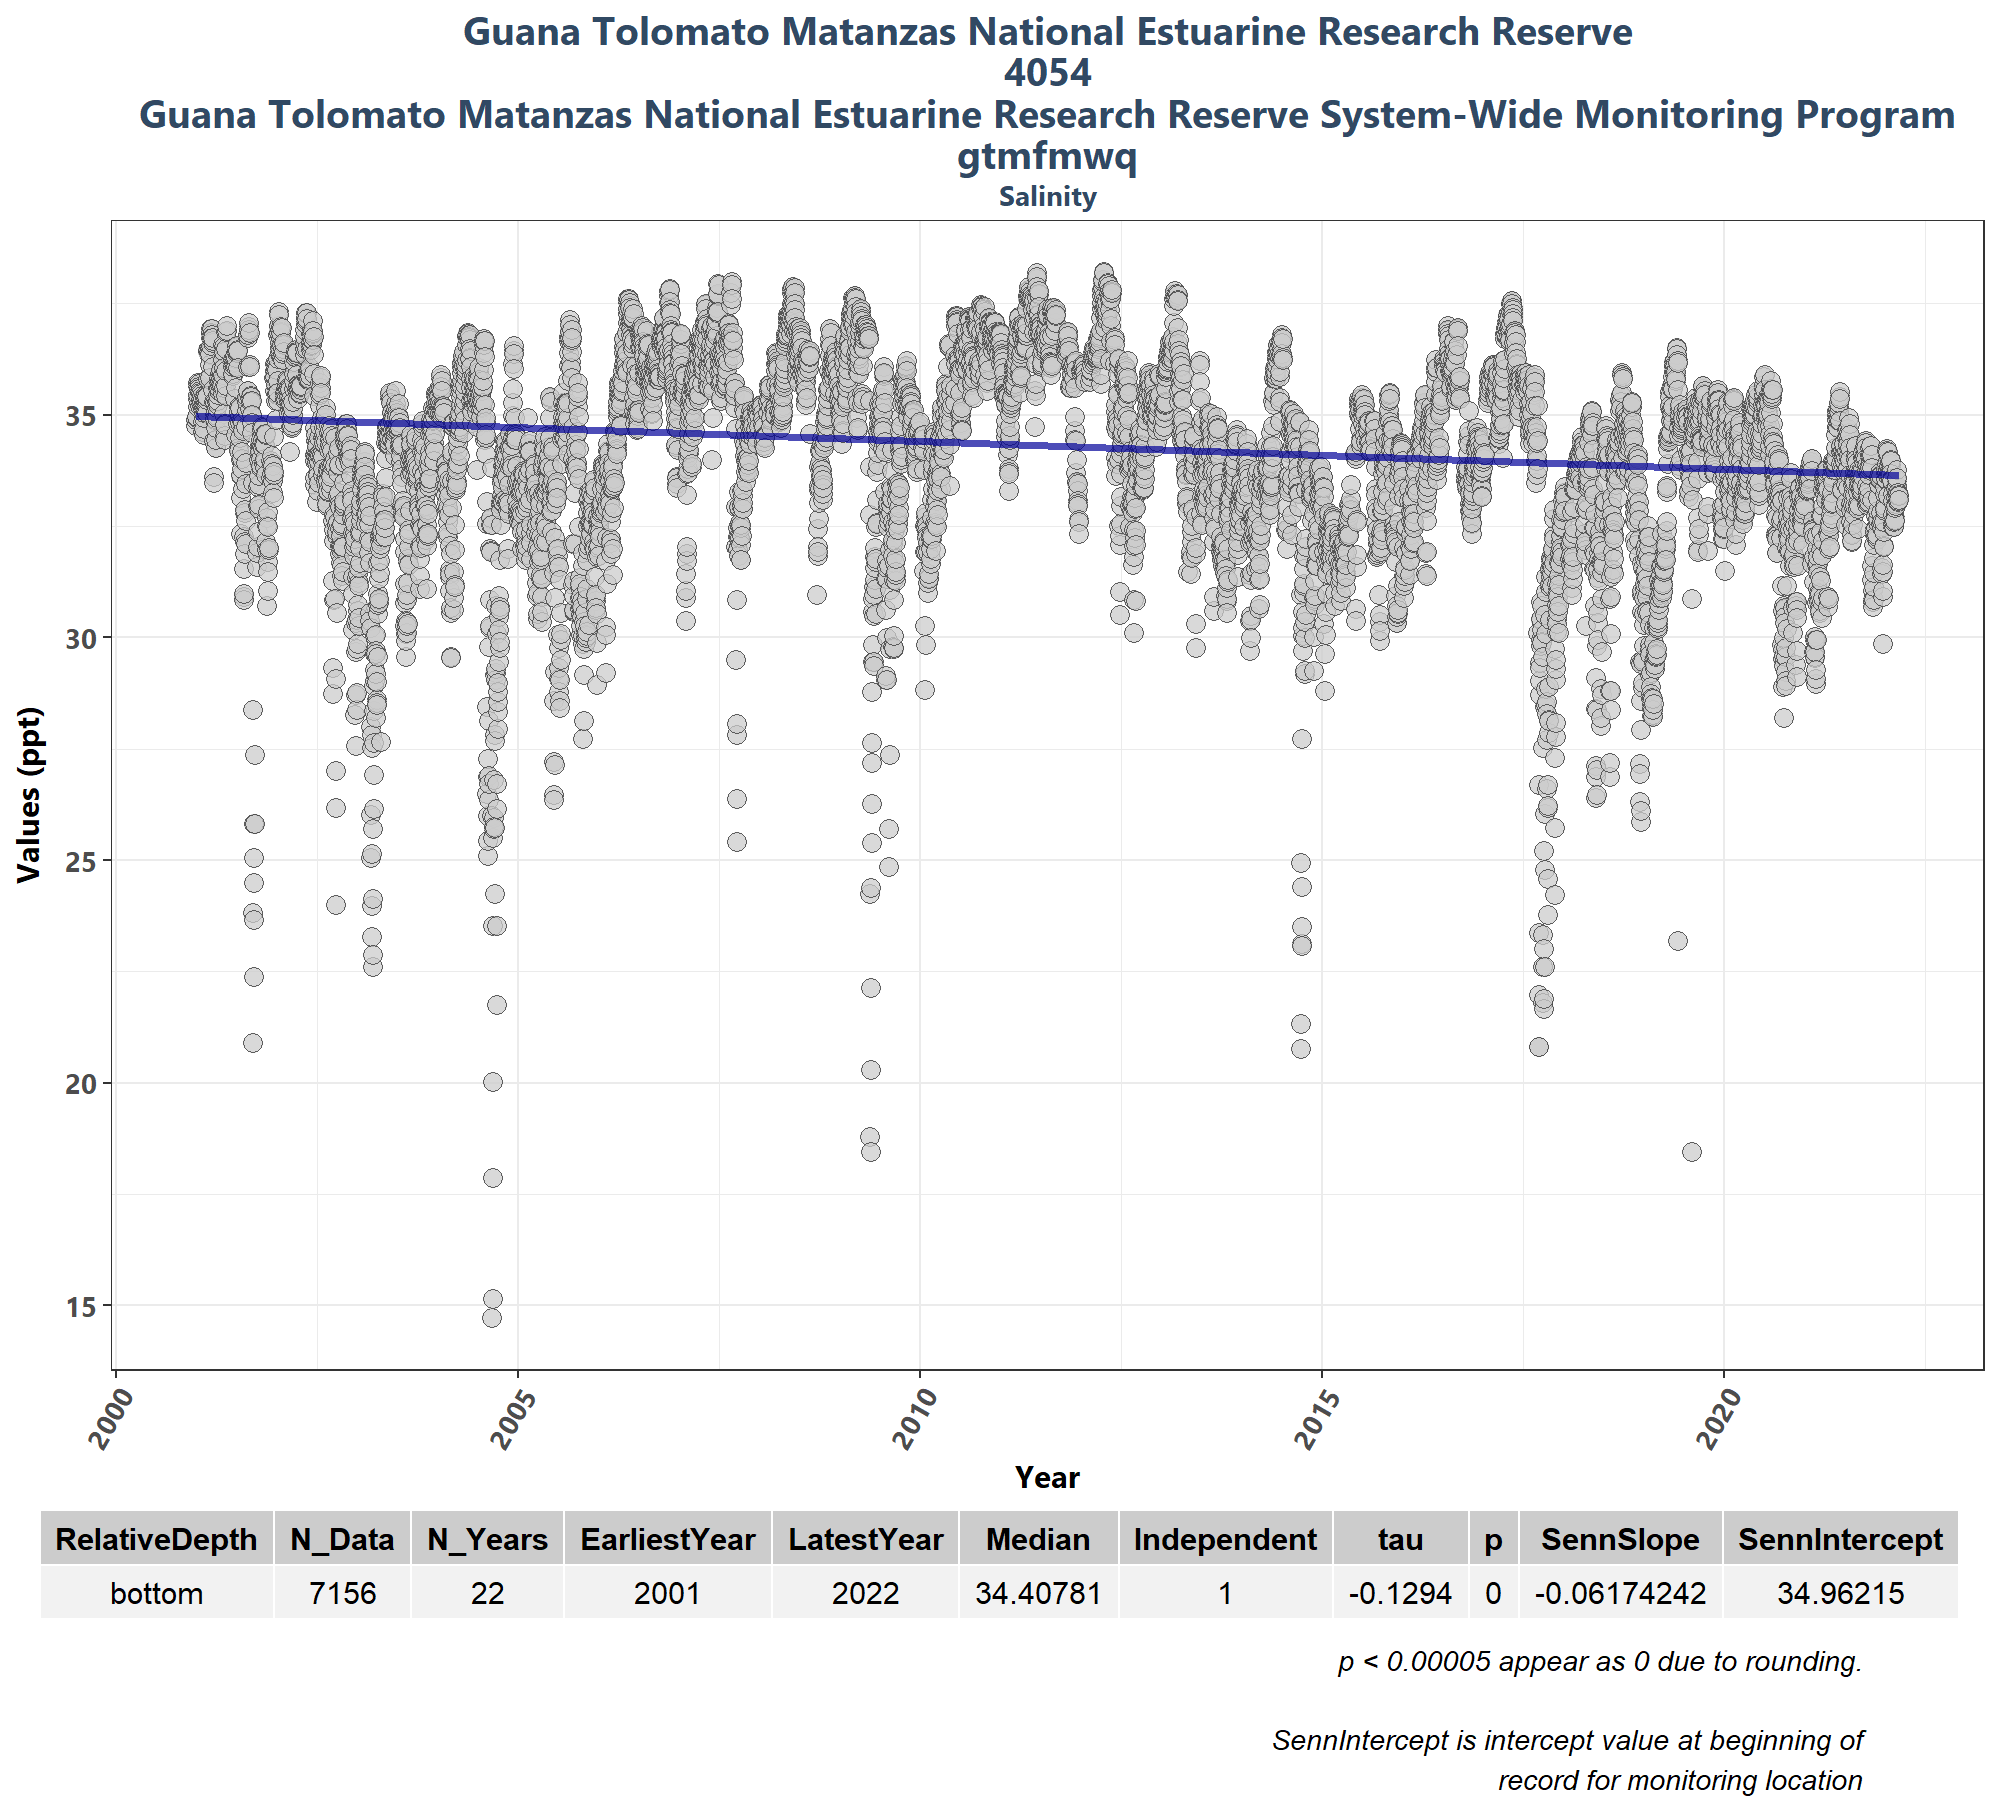 Guana Tolomato Matanzas National Estuarine Research Reserve
4054
Guana Tolomato Matanzas National Estuarine Research Reserve System-Wide Monitoring Program
gtmfmwq
Salinity
Values (ppt)
35
30
25
20
15
2000
2005
2010
2015
2020
Year
RelativeDepth N_Data N_Years EarliestYear LatestYear Median Independent tau p SennSlope SennIntercept
bottom 7156 22 2001 2022 34.40781 1 -0.1294 0 -0.06174242 34.96215
p < 0.00005 appear as 0 due to rounding.
SennIntercept is intercept value at beginning of
record for monitoring location